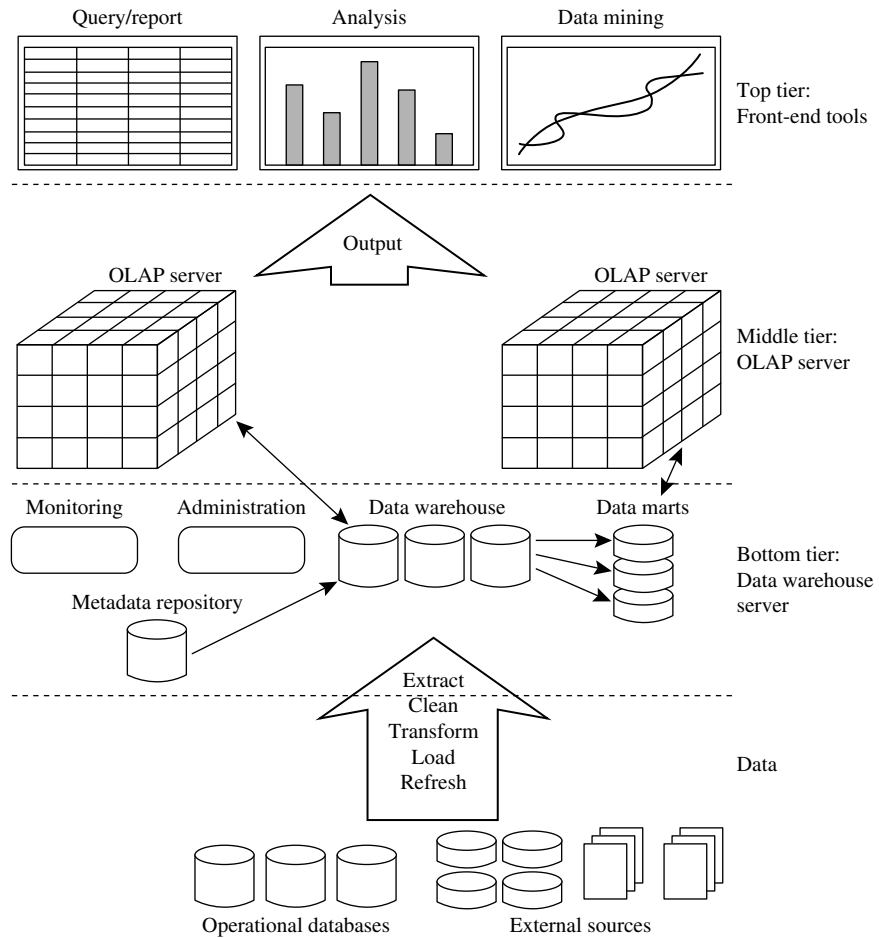 Query/report
Analysis
Data mining
Top tier:
Front-end tools
Output
OLAP server
OLAP server
Middle tier:
OLAP server
Monitoring
Administration
Data warehouse
Data marts
Bottom tier:
Data warehouse
server
Metadata repository
Extract
Clean
Transform
Load
Refresh
Data
Operational databases
External sources